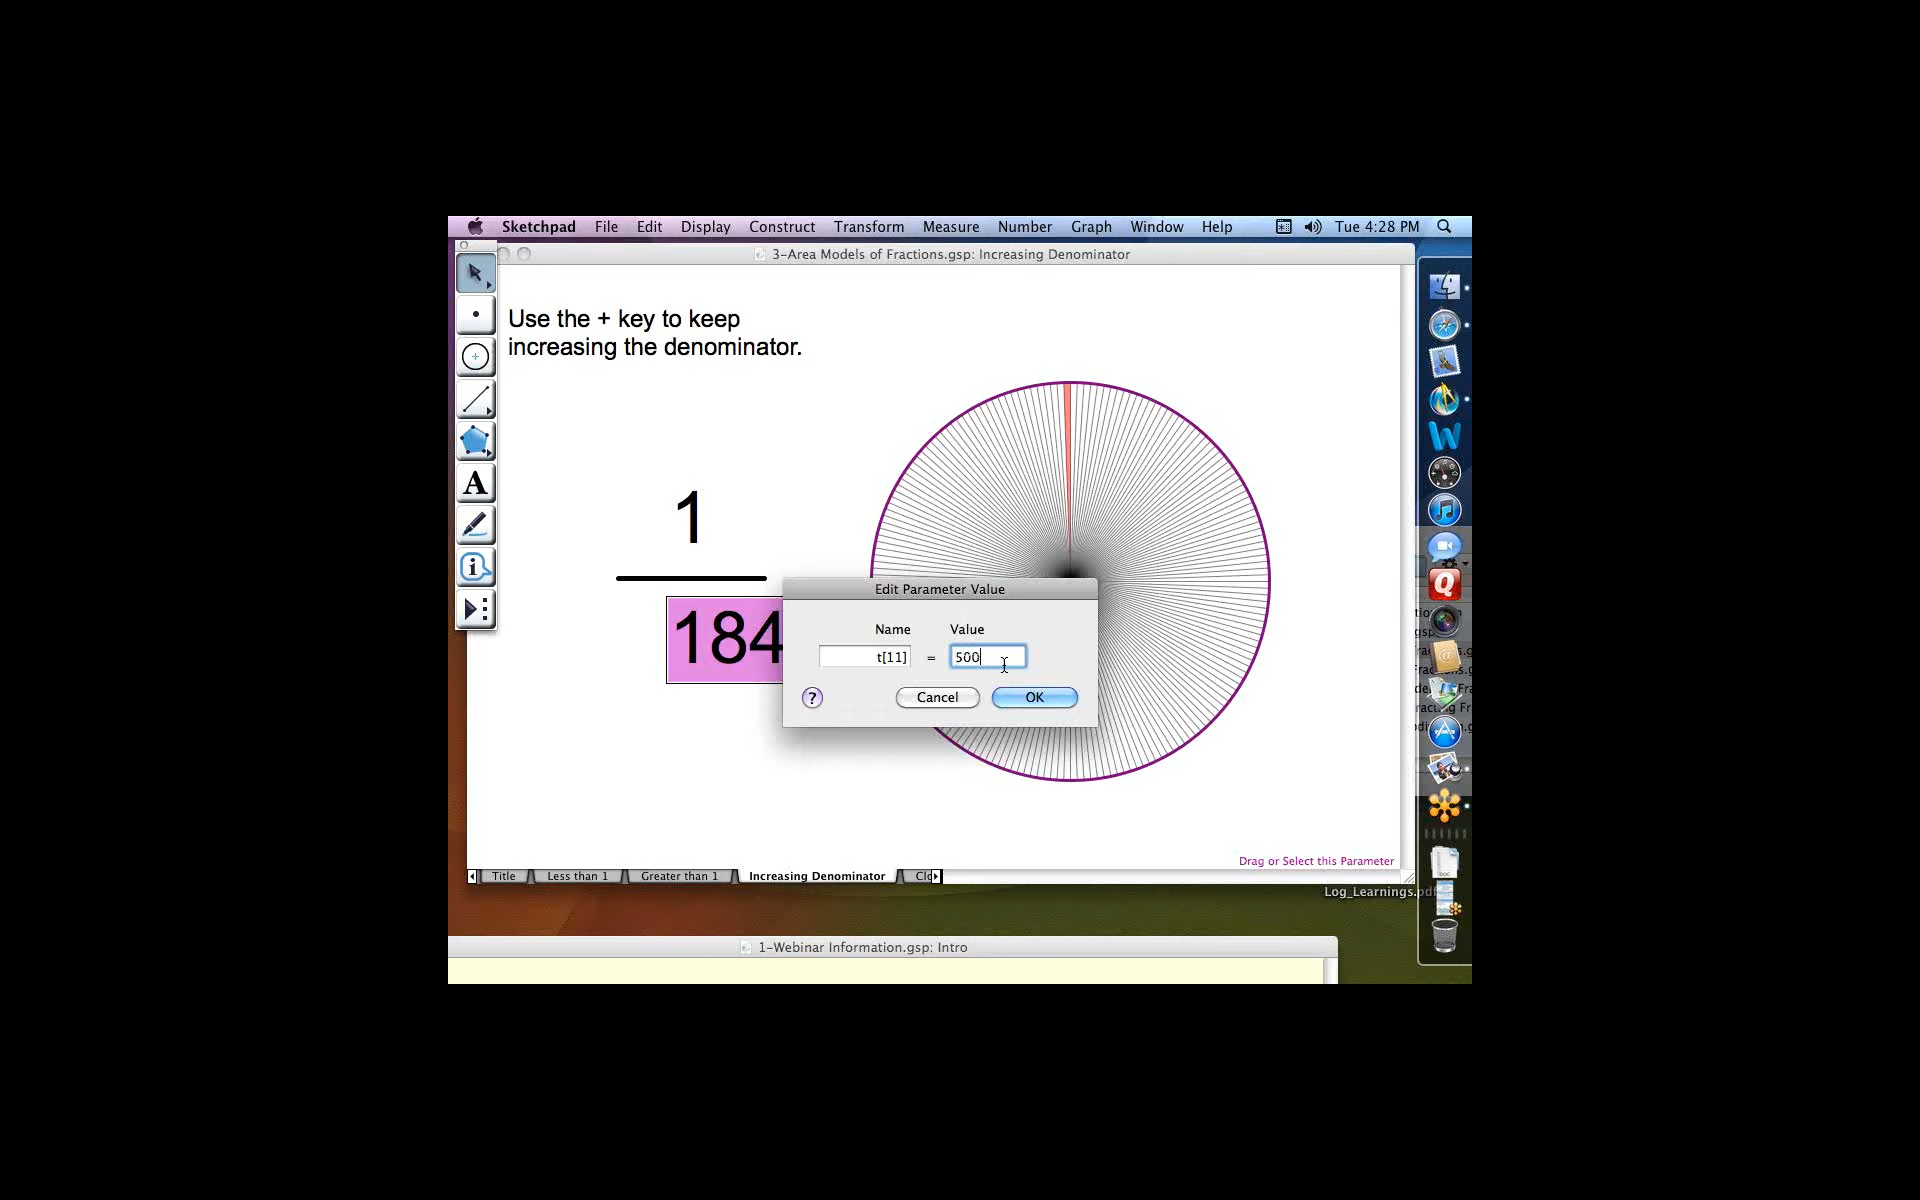 Sketchpad File Edit Display Construct Transform Measure Number Graph Window Help Tue 4:28 PM
3-Area Models of Fractions.gsp: Increasing Denominator
Use the + key to keep
increasing the denominator.
A
1
184
Edit Parameter Value
Name Value
t[11] = 500
? Cancel OK
Drag or Select this Parameter
Title Less than 1 Greater than 1 Increasing Denominator Clo
Log_Learnings.pdf
1-Webinar Information.gsp: Intro